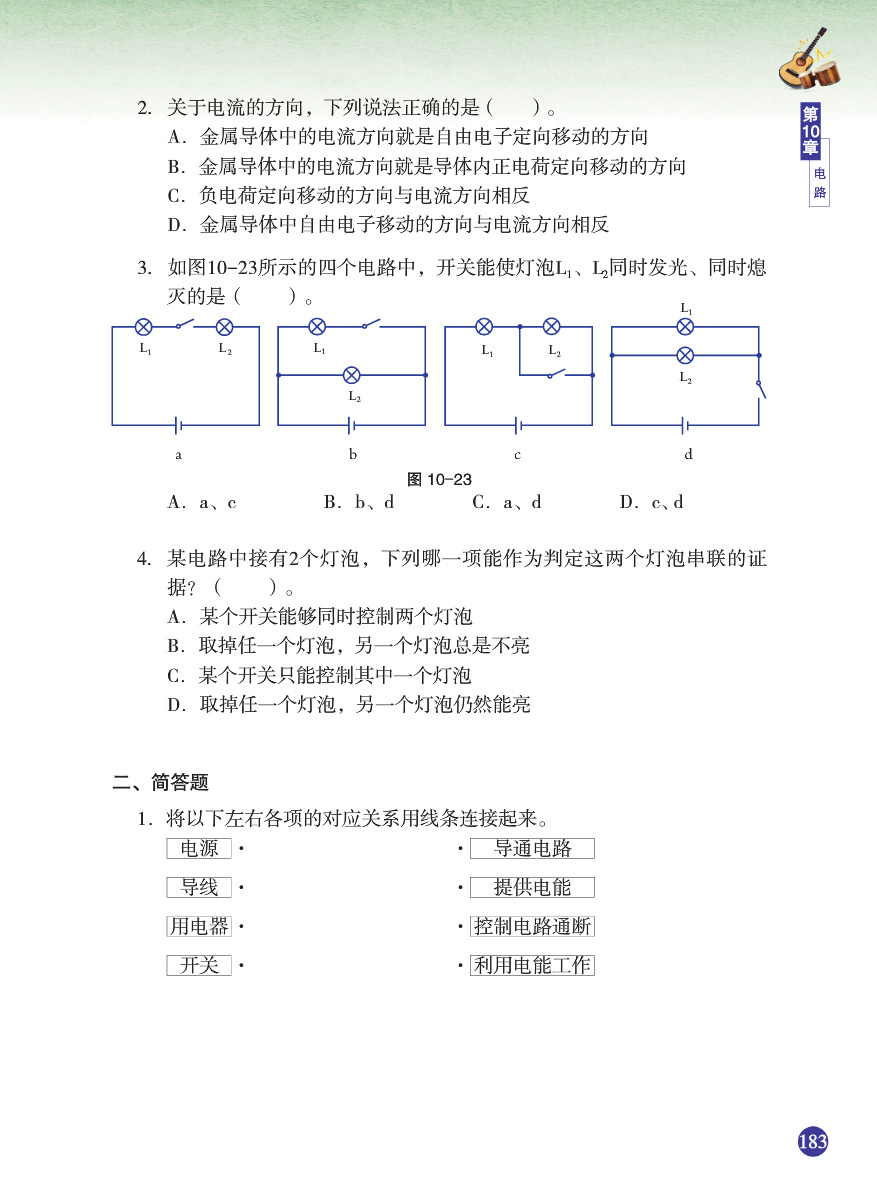 第10章
电路
2. 关于电流的方向，下列说法正确的是（　　）。
A. 金属导体中的电流方向就是自由电子定向移动的方向
B. 金属导体中的电流方向就是导体内正电荷定向移动的方向
C. 负电荷定向移动的方向与电流方向相反
D. 金属导体中自由电子移动的方向与电流方向相反
3. 如图10-23所示的四个电路中，开关能使灯泡L₁、L₂同时发光、同时熄
灭的是（　　）。
L₁ L₂ L₁ L₂ L₁ L₂ L₁ L₂
a b c d
图 10-23
A. a、c B. b、d C. a、d D. c、d
4. 某电路中接有2个灯泡，下列哪一项能作为判定这两个灯泡串联的证
据？（　　）。
A. 某个开关能够同时控制两个灯泡
B. 取掉任一个灯泡，另一个灯泡总是不亮
C. 某个开关只能控制其中一个灯泡
D. 取掉任一个灯泡，另一个灯泡仍然能亮
二、简答题
1. 将以下左右各项的对应关系用线条连接起来。
电源 · · 导通电路
导线 · · 提供电能
用电器 · · 控制电路通断
开关 · · 利用电能工作
183